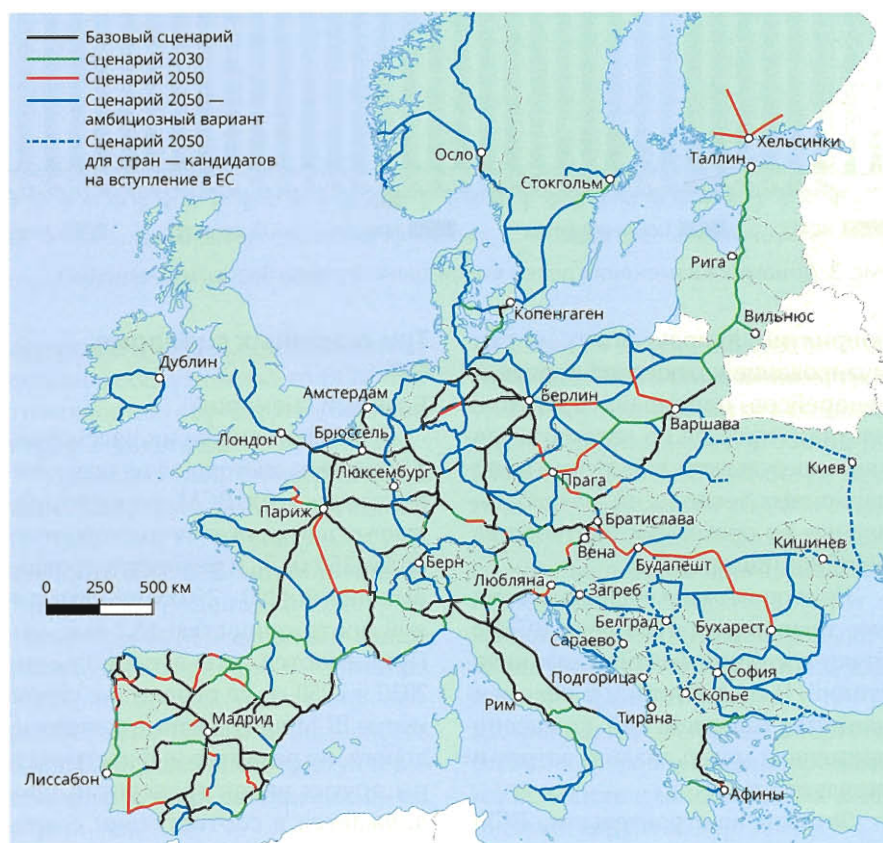 Базовый сценарий
Сценарий 2030
Сценарий 2050
Сценарий 2050 —
амбициозный вариант
Сценарий 2050
для стран — кандидатов
на вступление в ЕС
Осло
Хельсинки
Таллин
Стокгольм
Рига
Копенгаген
Вильнюс
Дублин
Амстердам
Берлин
Лондон
Брюссель
Варшава
Люксембург
Прага
Киев
Париж
Братислава
Вена
Кишинев
Берн
Будапешт
0 250 500 км
Любляна
Загреб
Белград
Бухарест
Сараево
София
Подгорица
Скопье
Рим
Тирана
Мадрид
Лиссабон
Афины